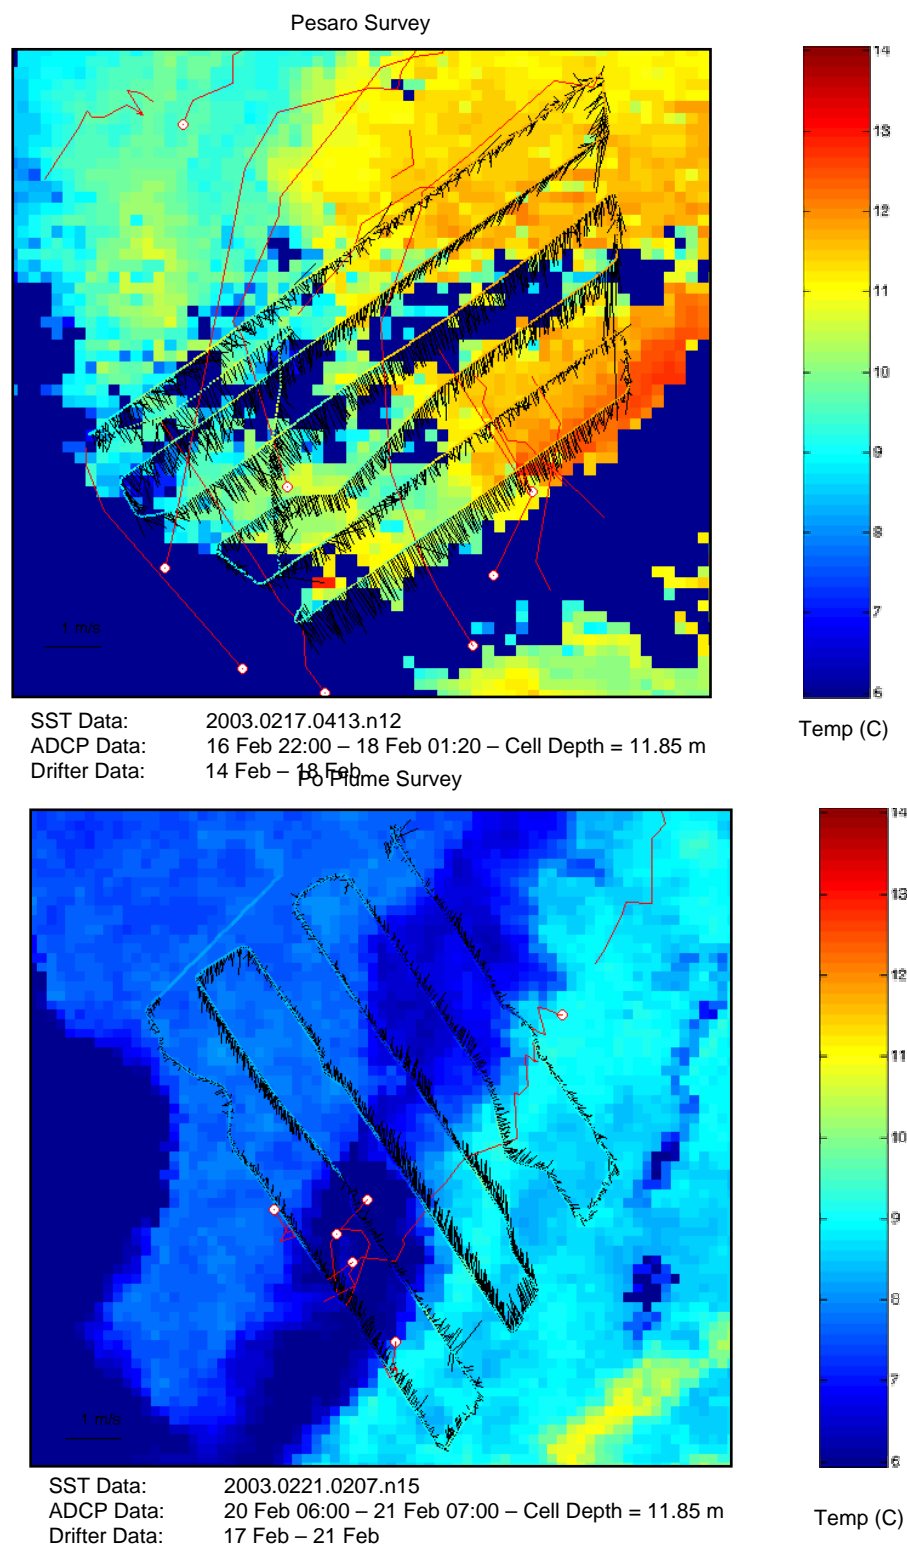 Pesaro Survey
14
13
12
11
10
9
8
7
6
1 m/s
Temp (C)
SST Data: 2003.0217.0413.n12
ADCP Data: 16 Feb 22:00 – 18 Feb 01:20 – Cell Depth = 11.85 m
Drifter Data: 14 Feb – 18 Feb
Po Plume Survey
14
13
12
11
10
9
8
7
6
1 m/s
SST Data: 2003.0221.0207.n15
ADCP Data: 20 Feb 06:00 – 21 Feb 07:00 – Cell Depth = 11.85 m
Temp (C)
Drifter Data: 17 Feb – 21 Feb